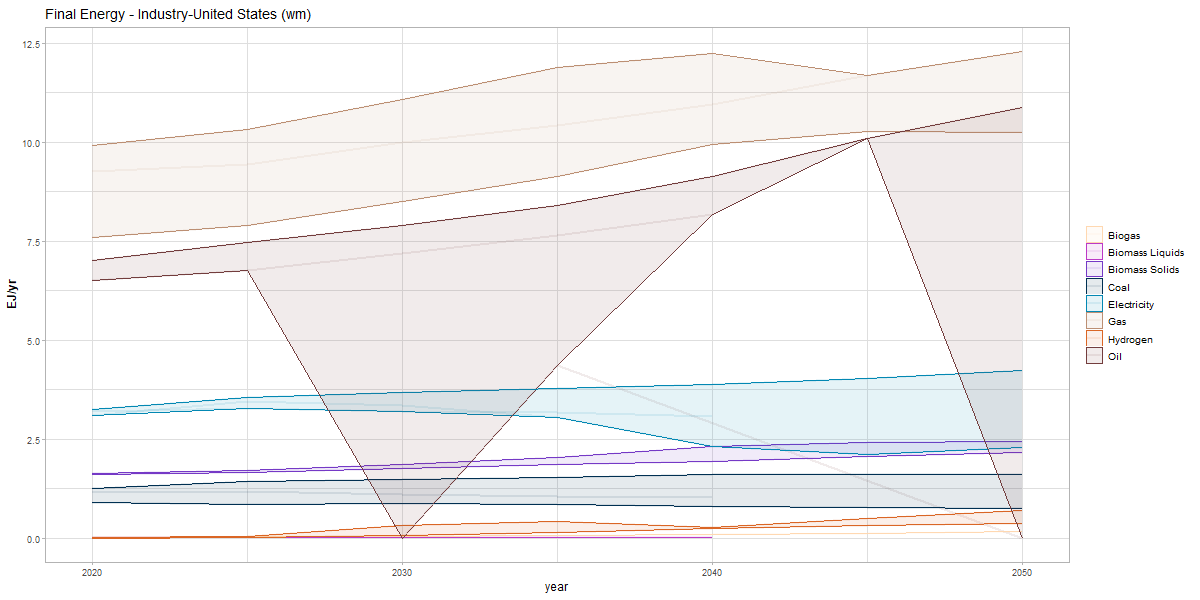 Final Energy - Industry-United States (wm)
12.5
10.0
7.5
5.0
2.5
0.0
EJ/yr
2020
2030
2040
2050
year
Biogas
Biomass Liquids
Biomass Solids
Coal
Electricity
Gas
Hydrogen
Oil